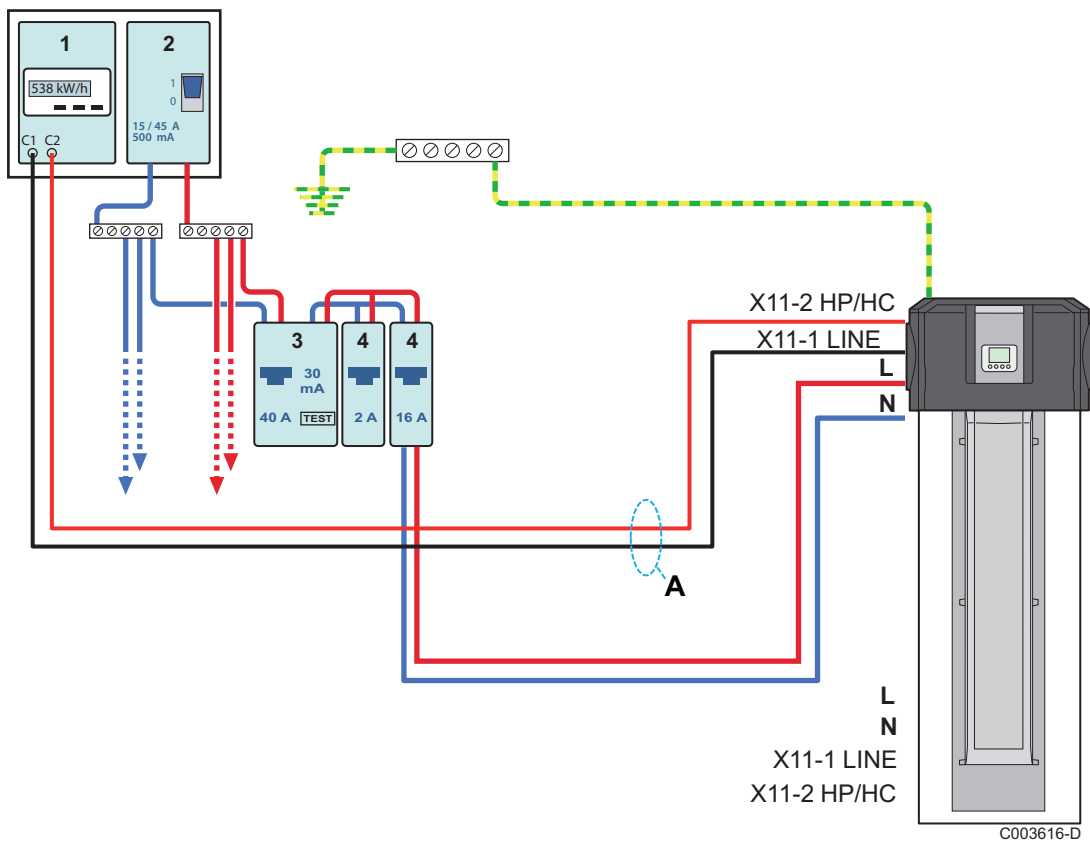 1
2
538 kW/h
1
0
15 / 45 A
500 mA
C1 C2
X11-2 HP/HC
X11-1 LINE
L
N
3
4
4
30
mA
40 A
TEST
2 A
16 A
A
L
N
X11-1 LINE
X11-2 HP/HC
C003616-D